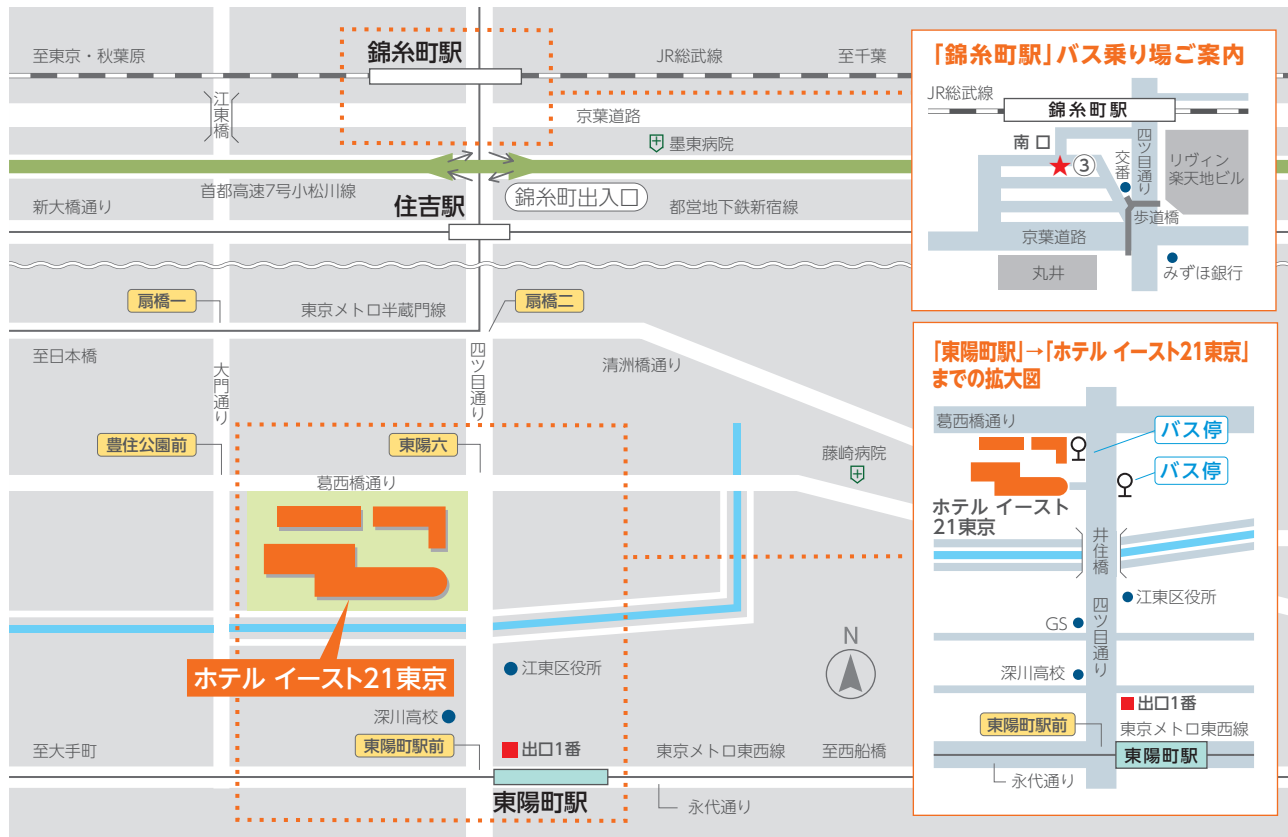 至東京・秋葉原
錦糸町駅
JR総武線
至千葉
江東橋
京葉道路
墨東病院
首都高速7号小松川線
錦糸町出入口
新大橋通り
住吉駅
都営地下鉄新宿線
扇橋一
東京メトロ半蔵門線
扇橋二
至日本橋
大門通り
四ツ目通り
清洲橋通り
豊住公園前
東陽六
藤崎病院
葛西橋通り
ホテル イースト21東京
江東区役所
N
深川高校
至大手町
東陽町駅前
出口1番
東京メトロ東西線
至西船橋
東陽町駅
永代通り
「錦糸町駅」バス乗り場ご案内
JR総武線
錦糸町駅
南口
③
交番
四ツ目通り
リヴィン
楽天地ビル
歩道橋
京葉道路
丸井
みずほ銀行
「東陽町駅」→「ホテル イースト21東京」
までの拡大図
葛西橋通り
バス停
バス停
ホテル イースト
21東京
井住橋
江東区役所
GS
四ツ目通り
深川高校
出口1番
東陽町駅前
東京メトロ東西線
東陽町駅
永代通り